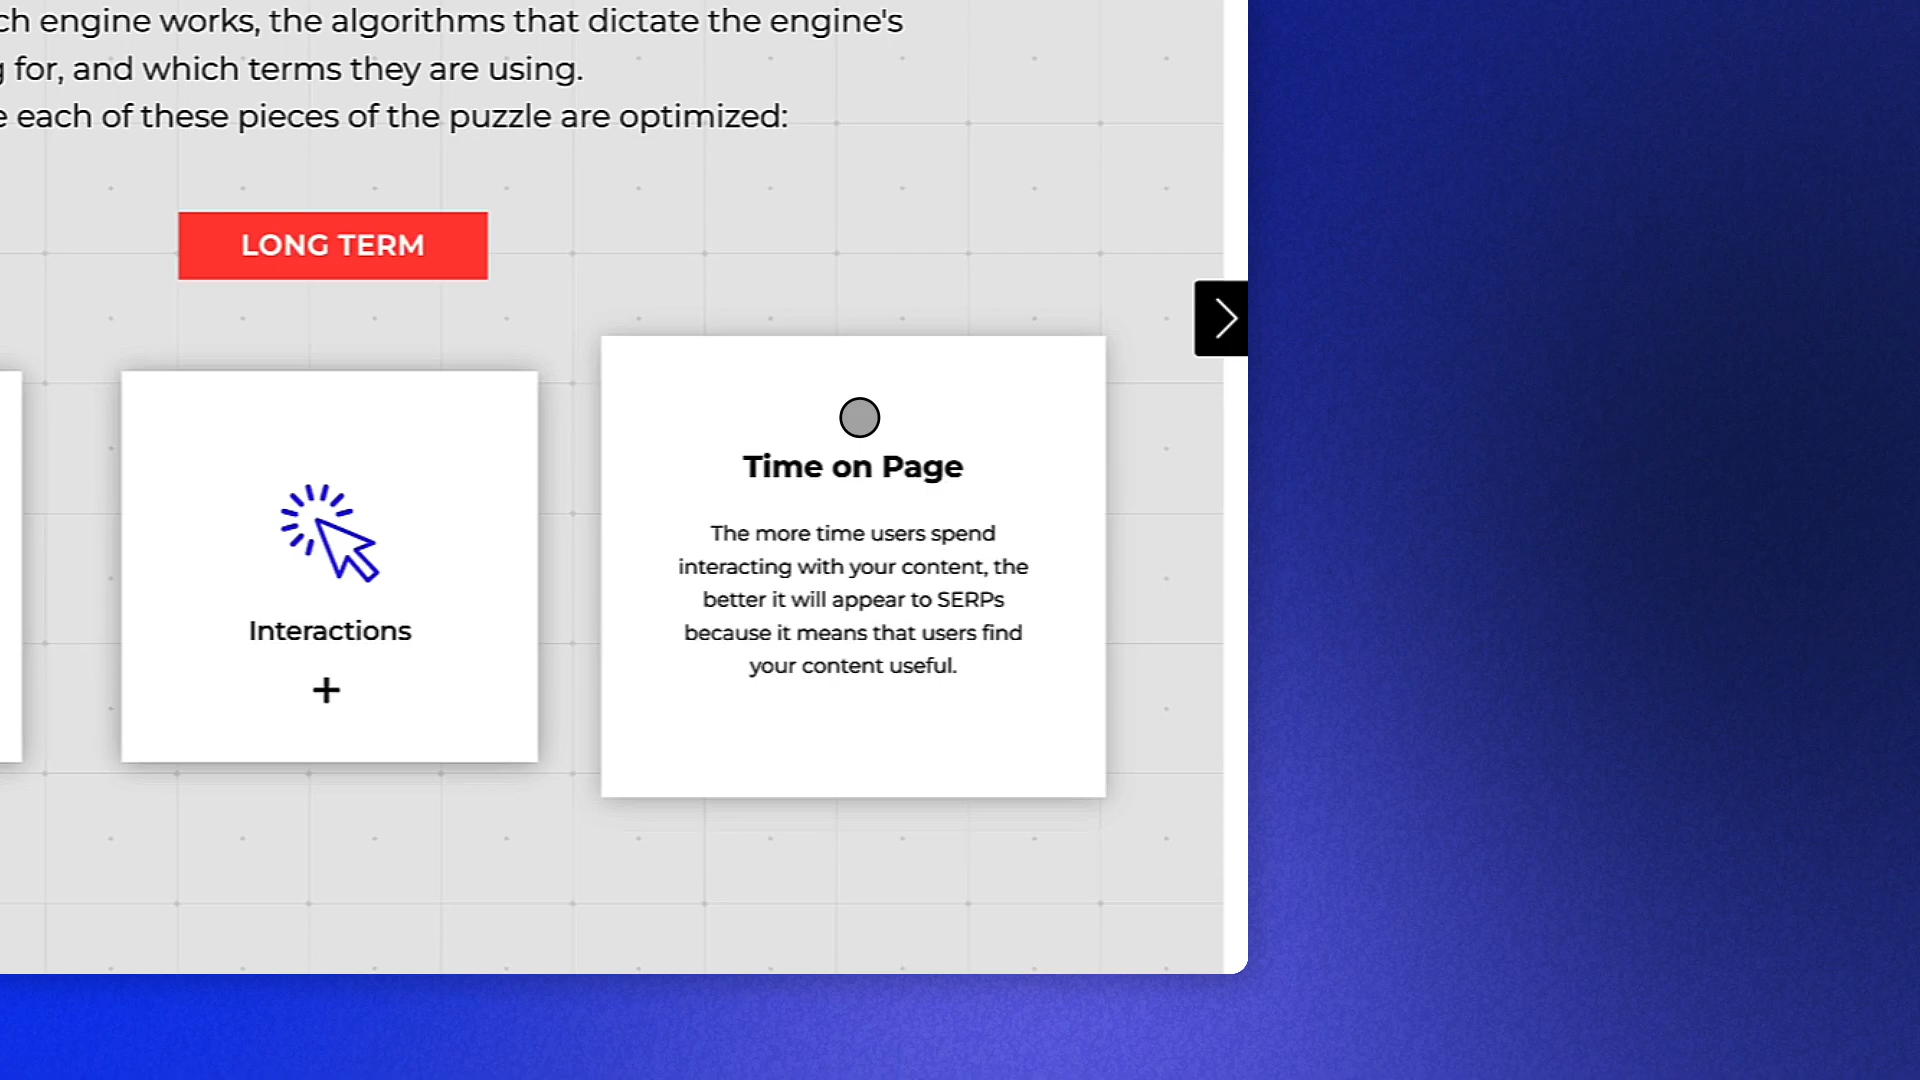 ch engine works, the algorithms that dictate the engine's
for, and which terms they are using.
each of these pieces of the puzzle are optimized:
LONG TERM
Interactions
+
Time on Page
The more time users spend
interacting with your content, the
better it will appear to SERPs
because it means that users find
your content useful.